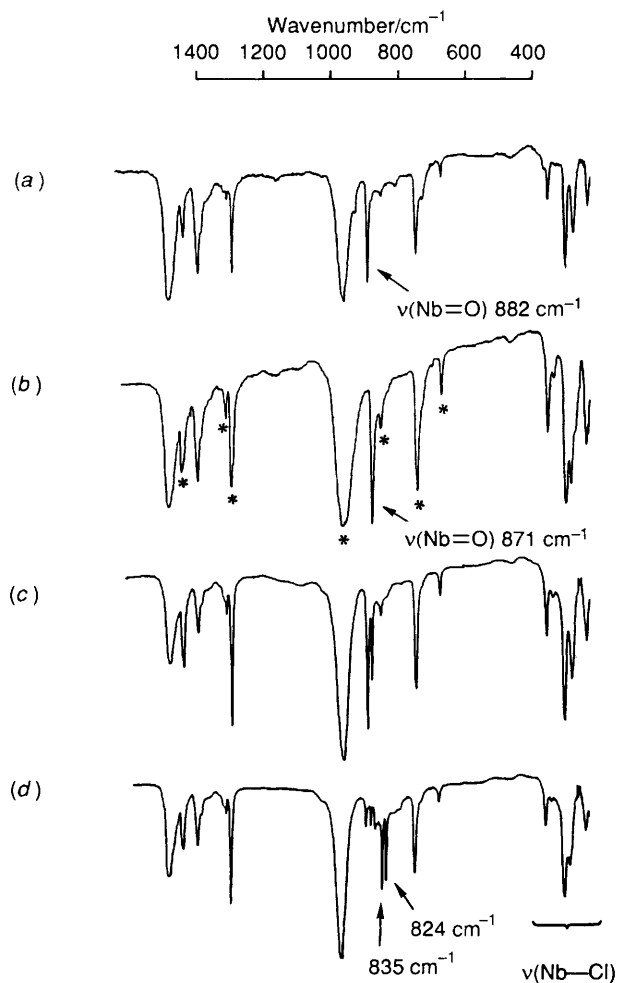 Wavenumber/cm⁻¹
1400 1200 1000 800 600 400
(a)
ν(Nb=O) 882 cm⁻¹
(b)
* * * * * * *
ν(Nb=O) 871 cm⁻¹
(c)
(d)
824 cm⁻¹
835 cm⁻¹
ν(Nb—Cl)